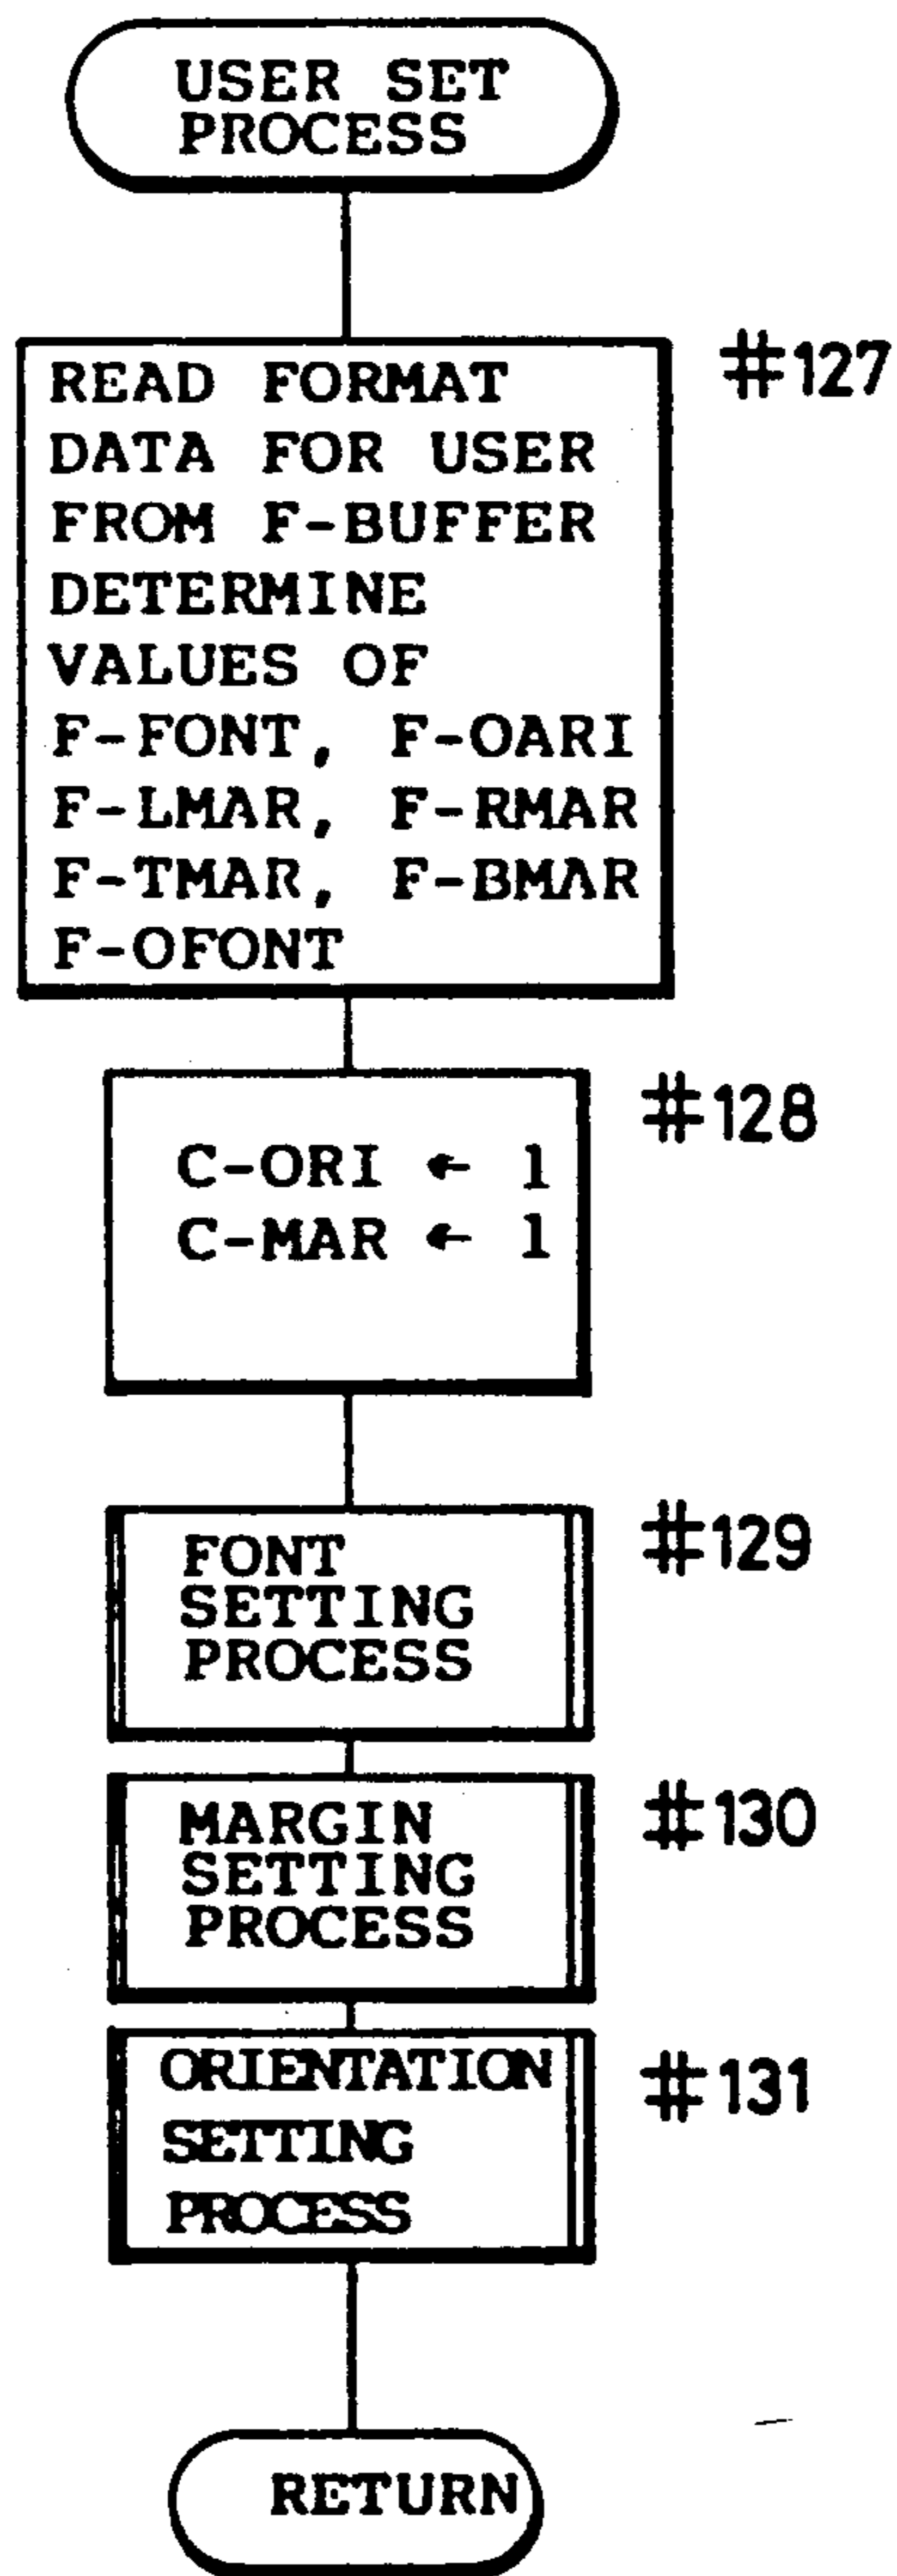 USER SET
PROCESS
#127
READ FORMAT
DATA FOR USER
FROM F-BUFFER
DETERMINE
VALUES OF
F-FONT, F-OARI
F-LMAR, F-RMAR
F-TMAR, F-BMAR
F-OFONT
#128
C-ORI ← 1
C-MAR ← 1
#129
FONT
SETTING
PROCESS
#130
MARGIN
SETTING
PROCESS
#131
ORIENTATION
SETTING
PROCESS
RETURN